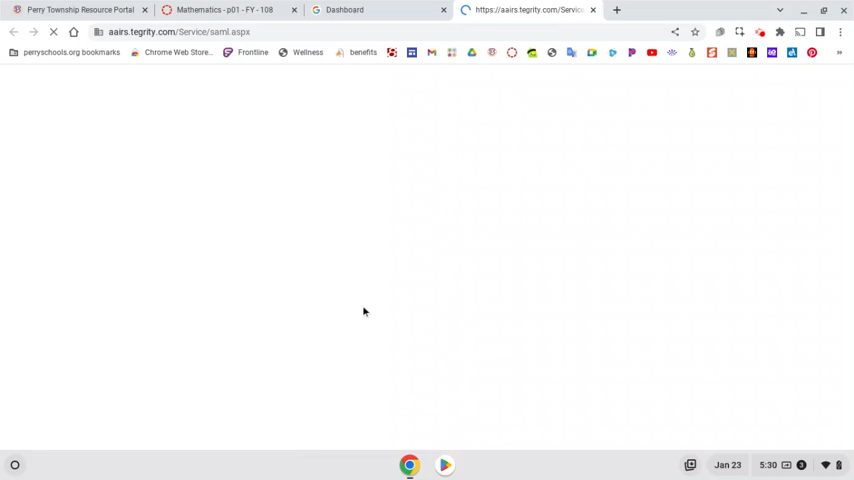 Perry Township Resource Portal
Mathematics - p01 - FY - 108
Dashboard
https://aairs.tegrity.com/Service
aairs.tegrity.com/Service/saml.aspx
perryschools.org bookmarks
Chrome Web Store...
Frontline
Wellness
benefits
Jan 23
5:30
3